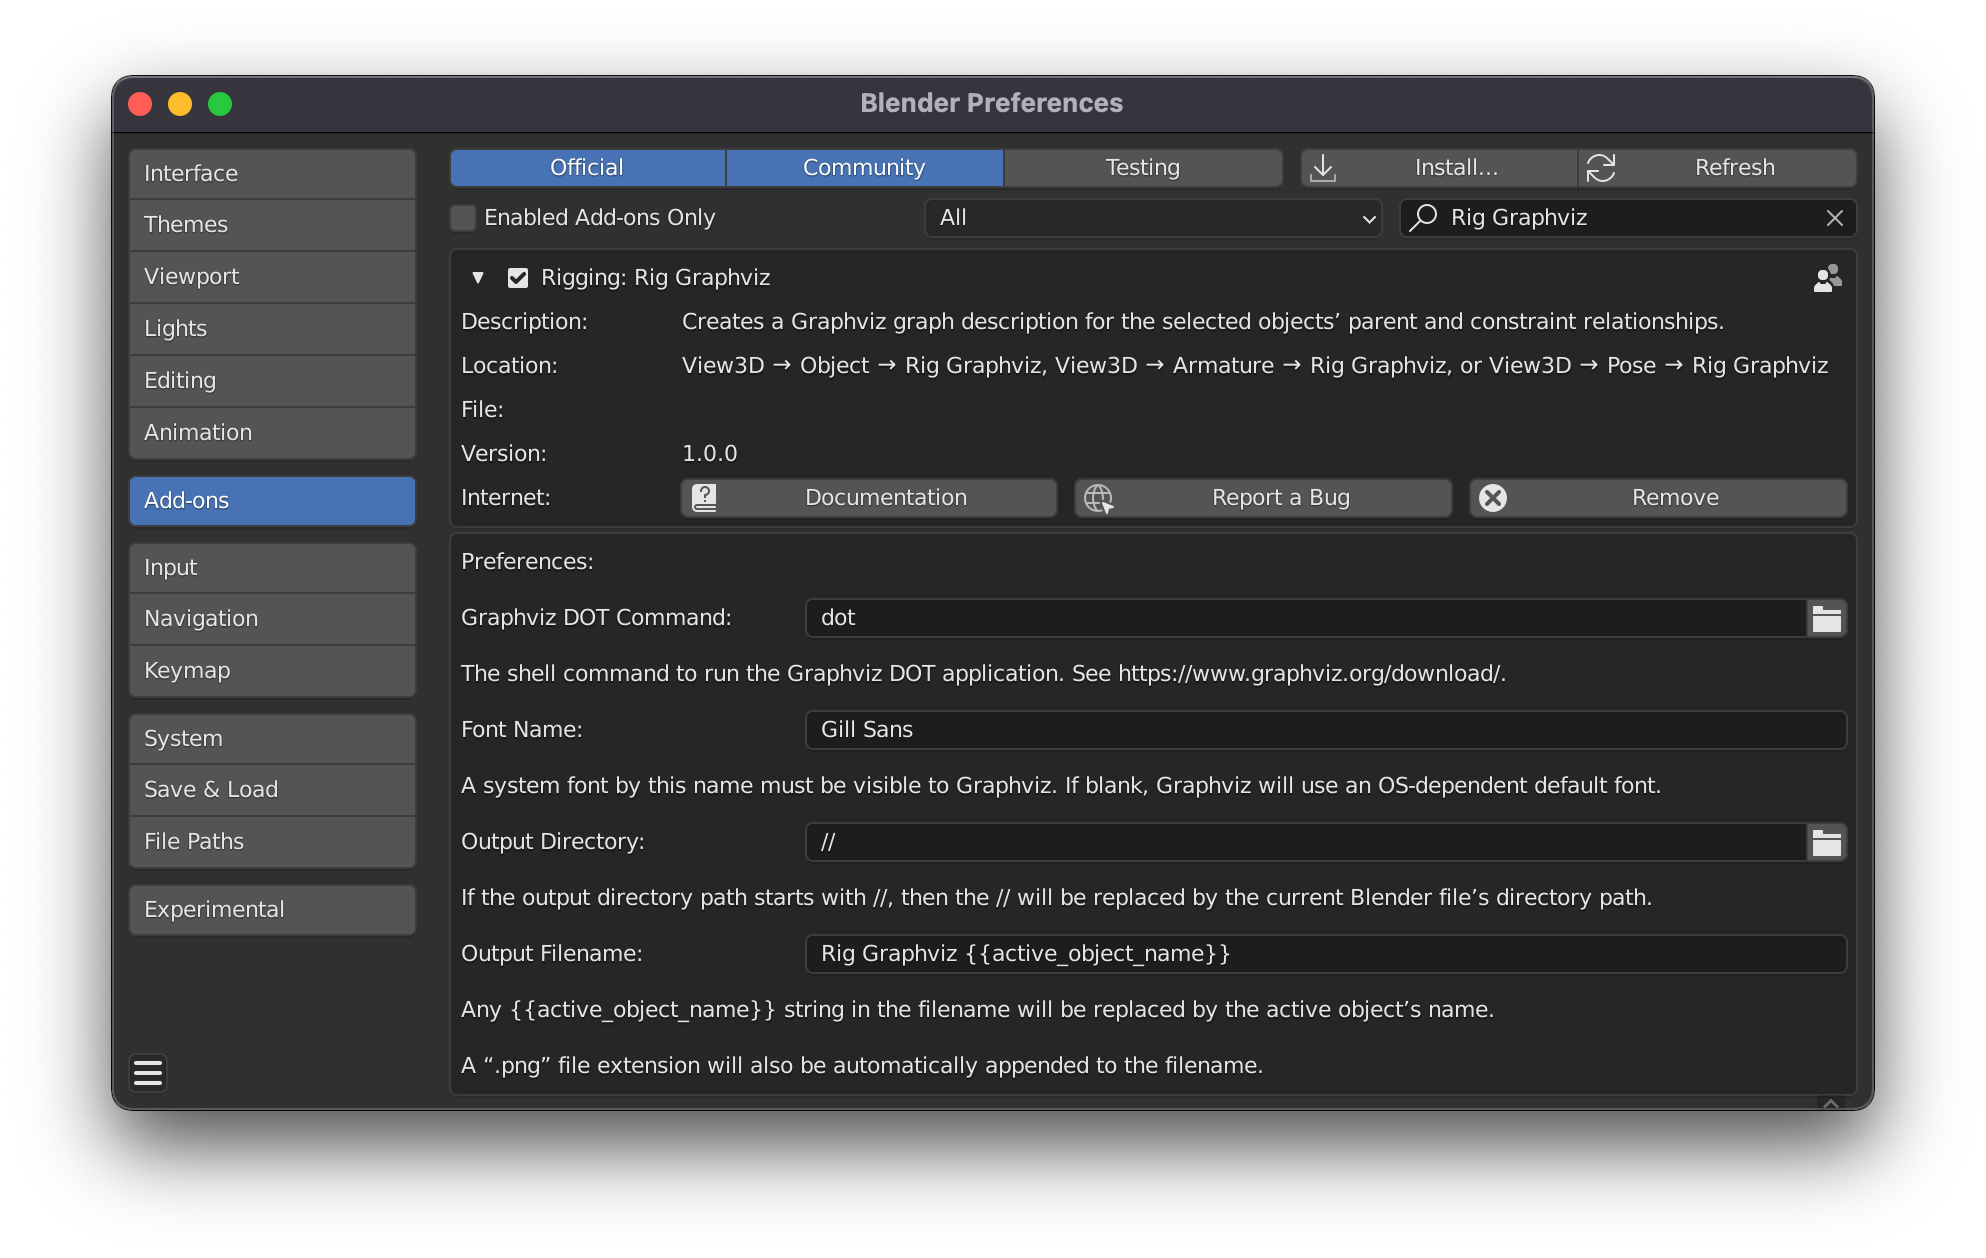 Blender Preferences
Interface
Themes
Viewport
Lights
Editing
Animation
Add-ons
Input
Navigation
Keymap
System
Save & Load
File Paths
Experimental
Official Community Testing Install... Refresh
Enabled Add-ons Only All Rig Graphviz
Rigging: Rig Graphviz
Description: Creates a Graphviz graph description for the selected objects’ parent and constraint relationships.
Location: View3D → Object → Rig Graphviz, View3D → Armature → Rig Graphviz, or View3D → Pose → Rig Graphviz
File:
Version: 1.0.0
Internet: Documentation Report a Bug Remove
Preferences:
Graphviz DOT Command: dot
The shell command to run the Graphviz DOT application. See https://www.graphviz.org/download/.
Font Name: Gill Sans
A system font by this name must be visible to Graphviz. If blank, Graphviz will use an OS-dependent default font.
Output Directory: //
If the output directory path starts with //, then the // will be replaced by the current Blender file’s directory path.
Output Filename: Rig Graphviz {{active_object_name}}
Any {{active_object_name}} string in the filename will be replaced by the active object’s name.
A “.png” file extension will also be automatically appended to the filename.